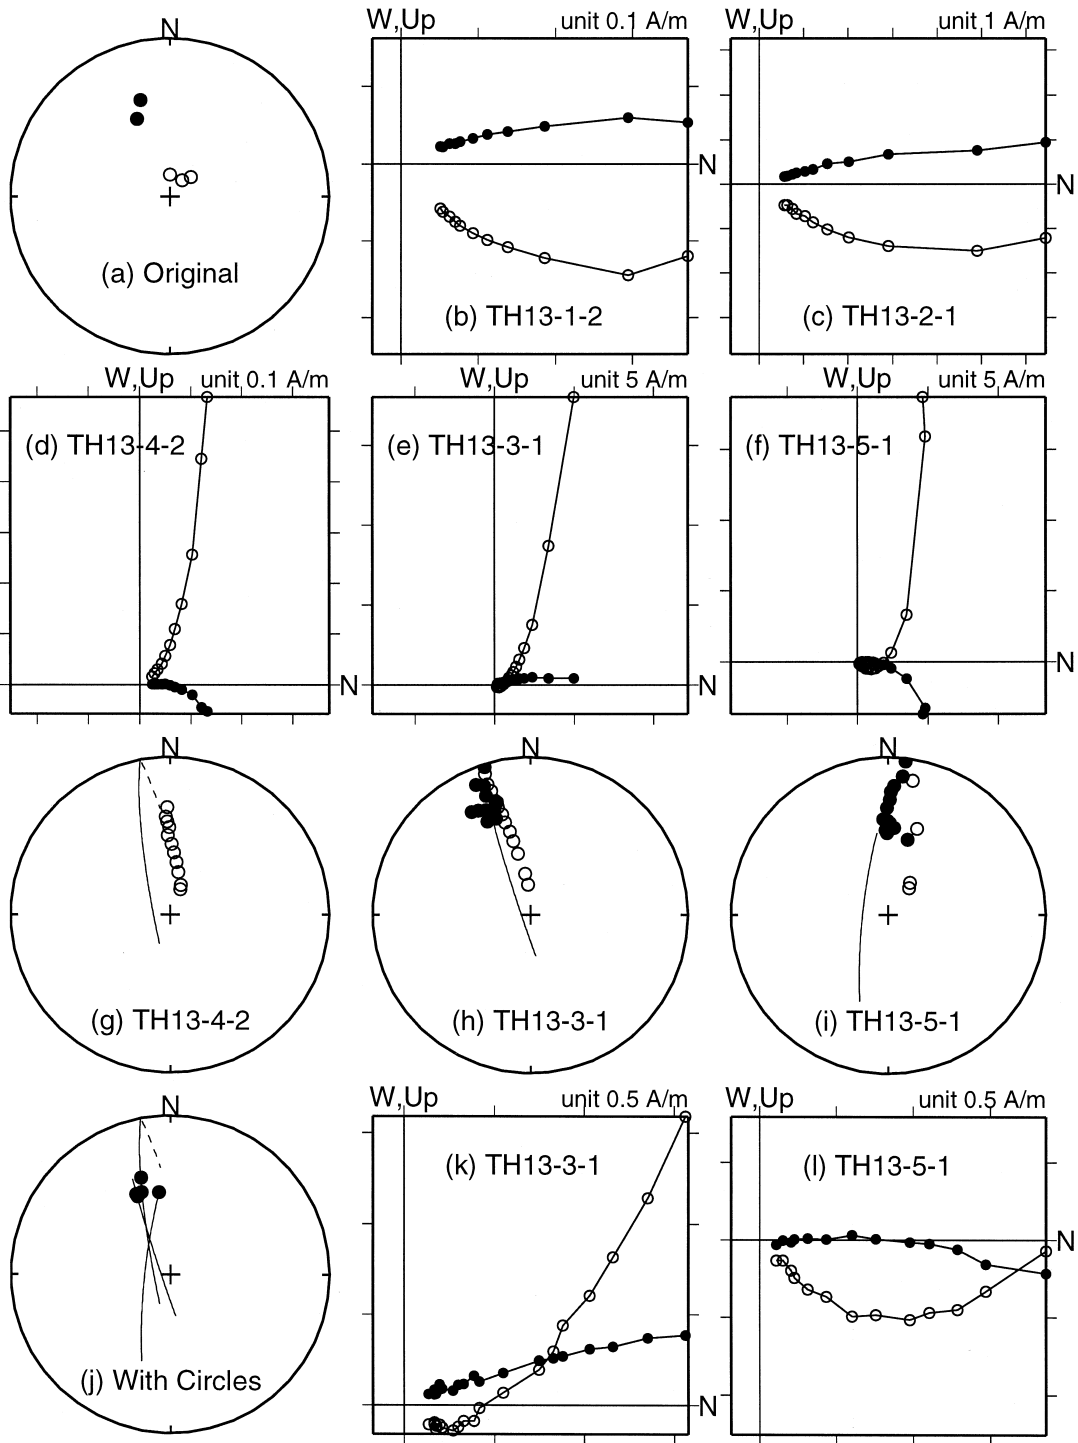 N
(a) Original
W,Up unit 0.1 A/m
N
(b) TH13-1-2
W,Up unit 1 A/m
N
(c) TH13-2-1
W,Up unit 0.1 A/m
(d) TH13-4-2
N
W,Up unit 5 A/m
(e) TH13-3-1
N
W,Up unit 5 A/m
(f) TH13-5-1
N
N
(g) TH13-4-2
N
(h) TH13-3-1
N
(i) TH13-5-1
N
(j) With Circles
W,Up unit 0.5 A/m
(k) TH13-3-1
N
W,Up unit 0.5 A/m
(l) TH13-5-1
N